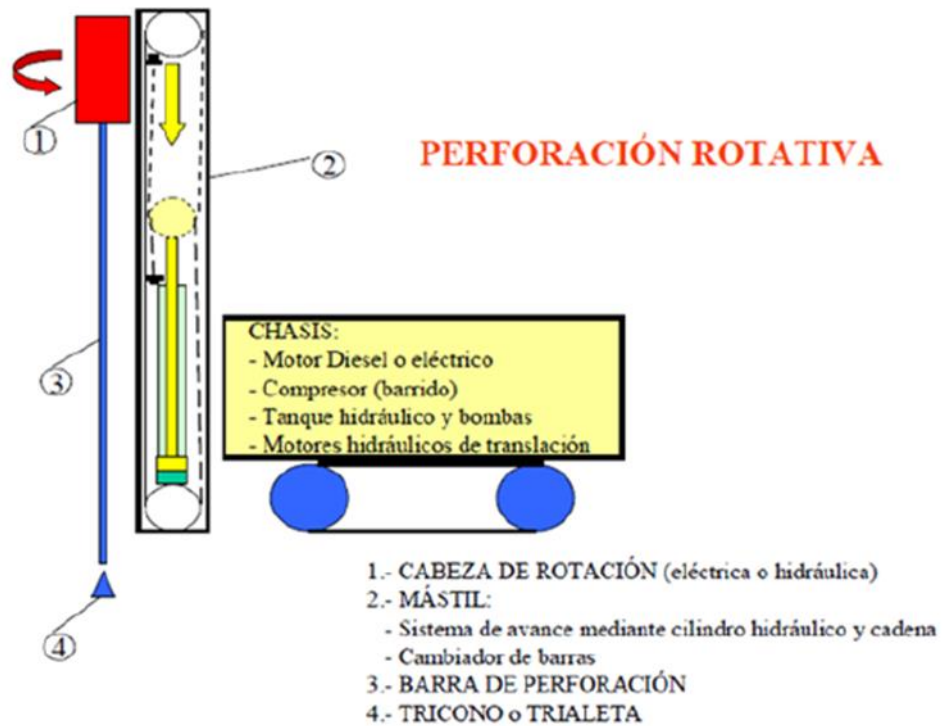 1
2
PERFORACIÓN ROTATIVA
CHASIS:
- Motor Diesel o eléctrico
- Compresor (barrido)
- Tanque hidráulico y bombas
- Motores hidráulicos de translación
3
4
1.- CABEZA DE ROTACIÓN (eléctrica o hidráulica)
2.- MÁSTIL:
- Sistema de avance mediante cilindro hidráulico y cadena
- Cambiador de barras
3.- BARRA DE PERFORACIÓN
4.- TRICONO o TRIALETA